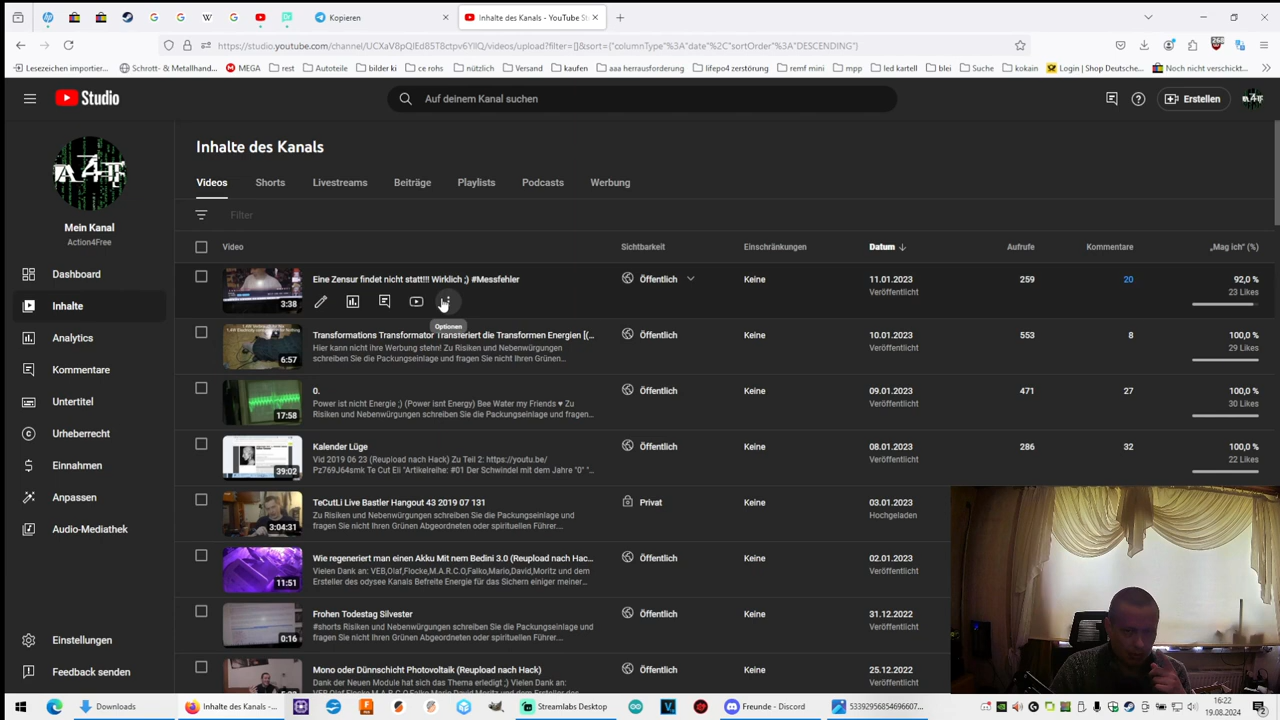 Kopieren
Inhalte des Kanals - YouTube St
https://studio.youtube.com/channel/UCXaV8pQIEd85T8ctpv6YIIQ/videos/upload?filter=[]&sort={"columnType"%3A"date"%2C"sortOrder"%3A"DESCENDING"}
268
Lesezeichen importier...
Schrott- & Metallhand...
MEGA
rest
Autoteile
bilder ki
ce rohs
nützlich
Versand
kaufen
aaa herrausforderung
lifepo4 zerstörung
remf mini
mpp
led kartell
blei
Suche
kokain
Login | Shop Deutsche...
Noch nicht verschickt...
Studio
Auf deinem Kanal suchen
Erstellen
A4F
Mein Kanal
Action4Free
Dashboard
Inhalte
Analytics
Kommentare
Untertitel
Urheberrecht
Einnahmen
Anpassen
Audio-Mediathek
Einstellungen
Feedback senden
Inhalte des Kanals
Videos Shorts Livestreams Beiträge Playlists Podcasts Werbung
Filter
Video Sichtbarkeit Einschränkungen Datum Aufrufe Kommentare „Mag ich“ (%)
Eine Zensur findet nicht statt!!! Wirklich ;) #Messfehler Öffentlich Keine 11.01.2023 259 20 92,0 %
Veröffentlicht 23 Likes
3:38
Optionen
Transformations Transformator Transferiert die Transformen Energien [(... Öffentlich Keine 10.01.2023 553 8 100,0 %
Hier kann nicht ihre Werbung stehn! Zu Risiken und Nebenwürgungen Veröffentlicht 29 Likes
schreiben Sie die Packungseinlage und fragen Sie nicht Ihren Grünen...
6:57
0. Öffentlich Keine 09.01.2023 471 27 100,0 %
Power ist nicht Energie ;) (Power isnt Energy) Bee Water my Friends ♥ Zu Veröffentlicht 30 Likes
Risiken und Nebenwürgungen schreiben Sie die Packungseinlage und fragen...
17:58
Kalender Lüge Öffentlich Keine 08.01.2023 286 32 100,0 %
Vid 2019 06 23 (Reupload nach Hack) Zu Teil 2: https://youtu.be/ Veröffentlicht 22 Likes
Pz769J64smk Te Cut Eli "Artikelreihe: #01 Der Schwindel mit dem Jahre "0" "...
39:02
TeCutLi Live Bastler Hangout 43 2019 07 131 Privat Keine 03.01.2023
Zu Risiken und Nebenwürgungen schreiben Sie die Packungseinlage und Hochgeladen
fragen Sie nicht Ihren Grünen Abgeordneten oder spirituellen Führer....
3:04:31
Wie regeneriert man einen Akku Mit nem Bedini 3.0 (Reupload nach Hac... Öffentlich Keine 02.01.2023
Vielen Dank an: VEB,Olaf,Flocke,M.A.R.C.O,Falko,Mario,David,Moritz und dem Veröffentlicht
Ersteller des odysee Kanals Befreite Energie für das Sichern einiger meiner...
11:51
Frohen Todestag Silvester Öffentlich Keine 31.12.2022
#shorts Risiken und Nebenwürgungen schreiben Sie die Packungseinlage und Veröffentlicht
fragen Sie nicht Ihren Grünen Abgeordneten oder spirituellen Führer....
0:16
Mono oder Dünnschicht Photovoltaik (Reupload nach Hack) Öffentlich Keine 25.12.2022
Dank der Neuen Module hat sich das Thema erledigt ;) Vielen Dank an: Veröffentlicht
Downloads
Inhalte des Kanals -...
Streamlabs Desktop
Freunde - Discord
53392956854696607...
16:22
19.08.2024